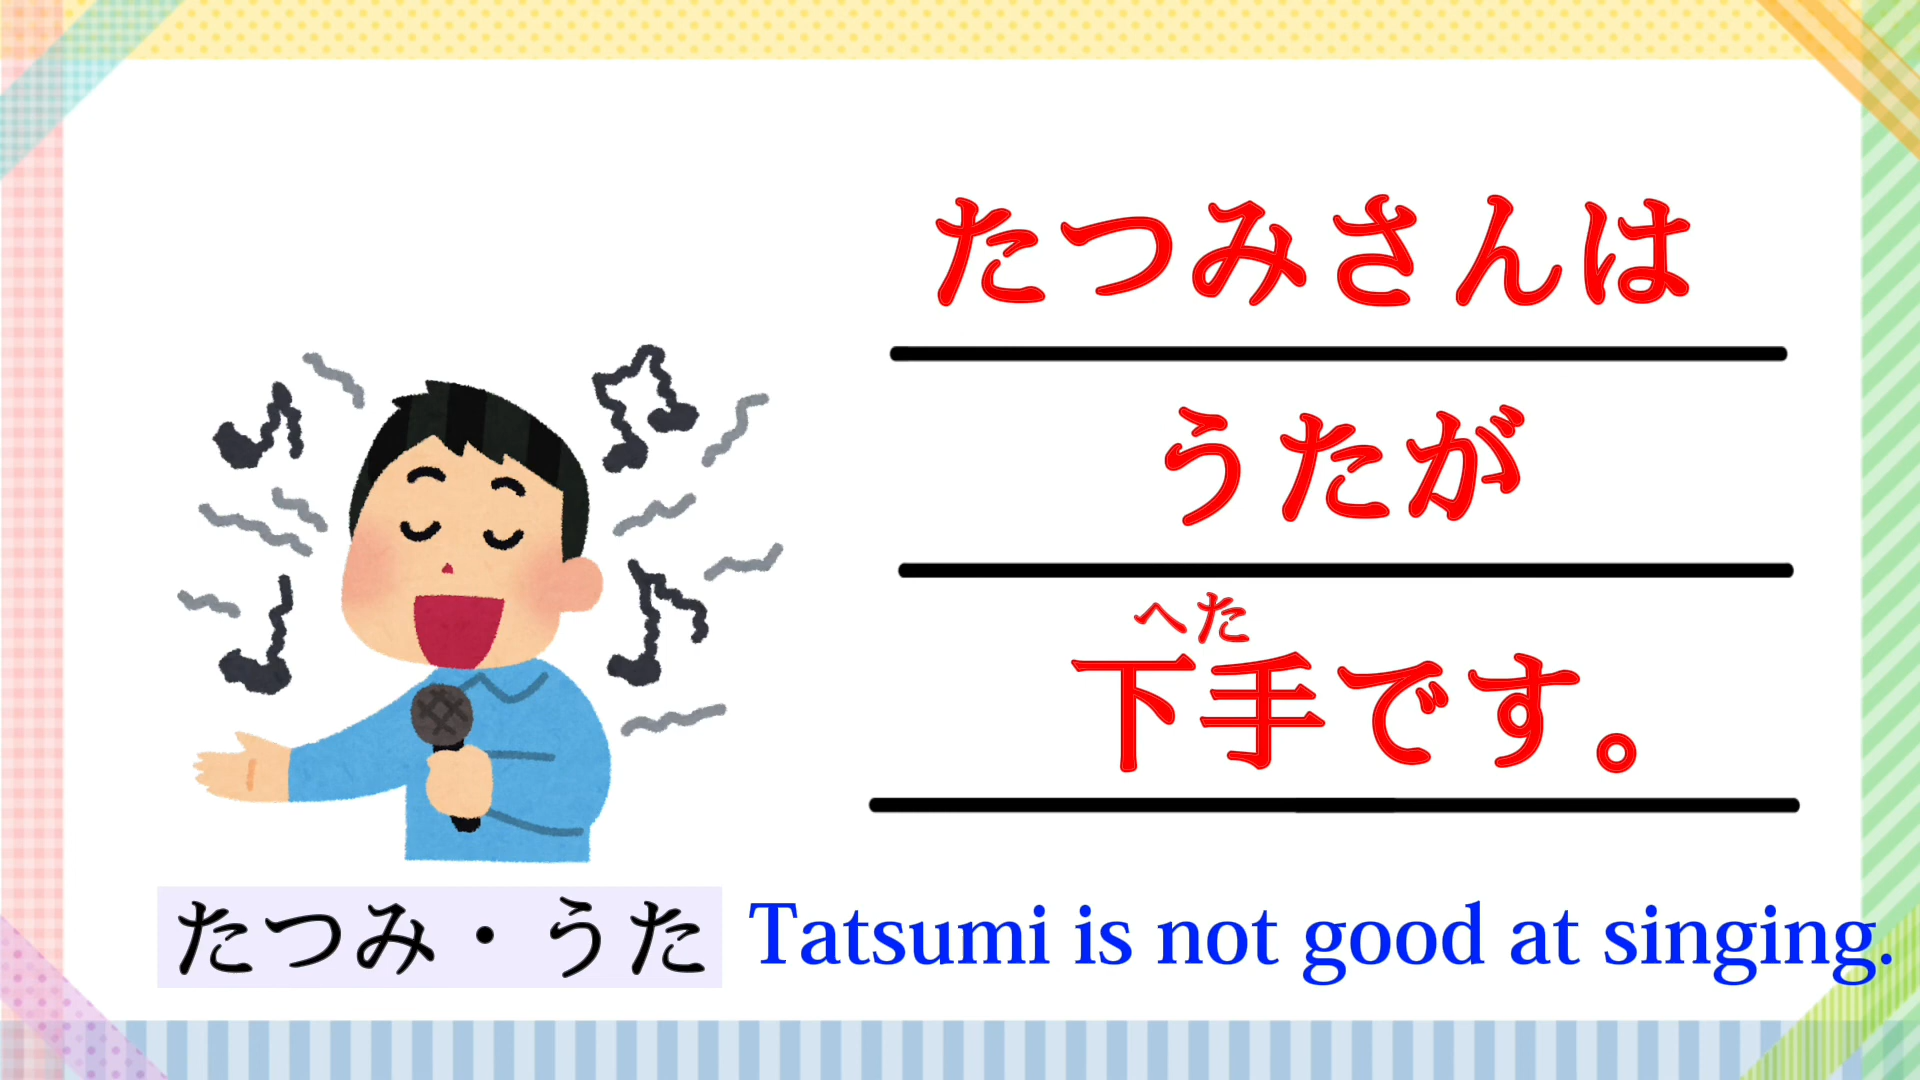 たつみさんは
うたが
へた
下手です。
たつみ・うた
Tatsumi is not good at singing.